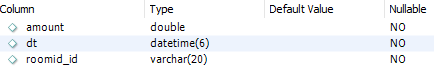 Column Type Default Value Nullable
amount double NO
dt datetime(6) NO
roomid_id varchar(20) NO